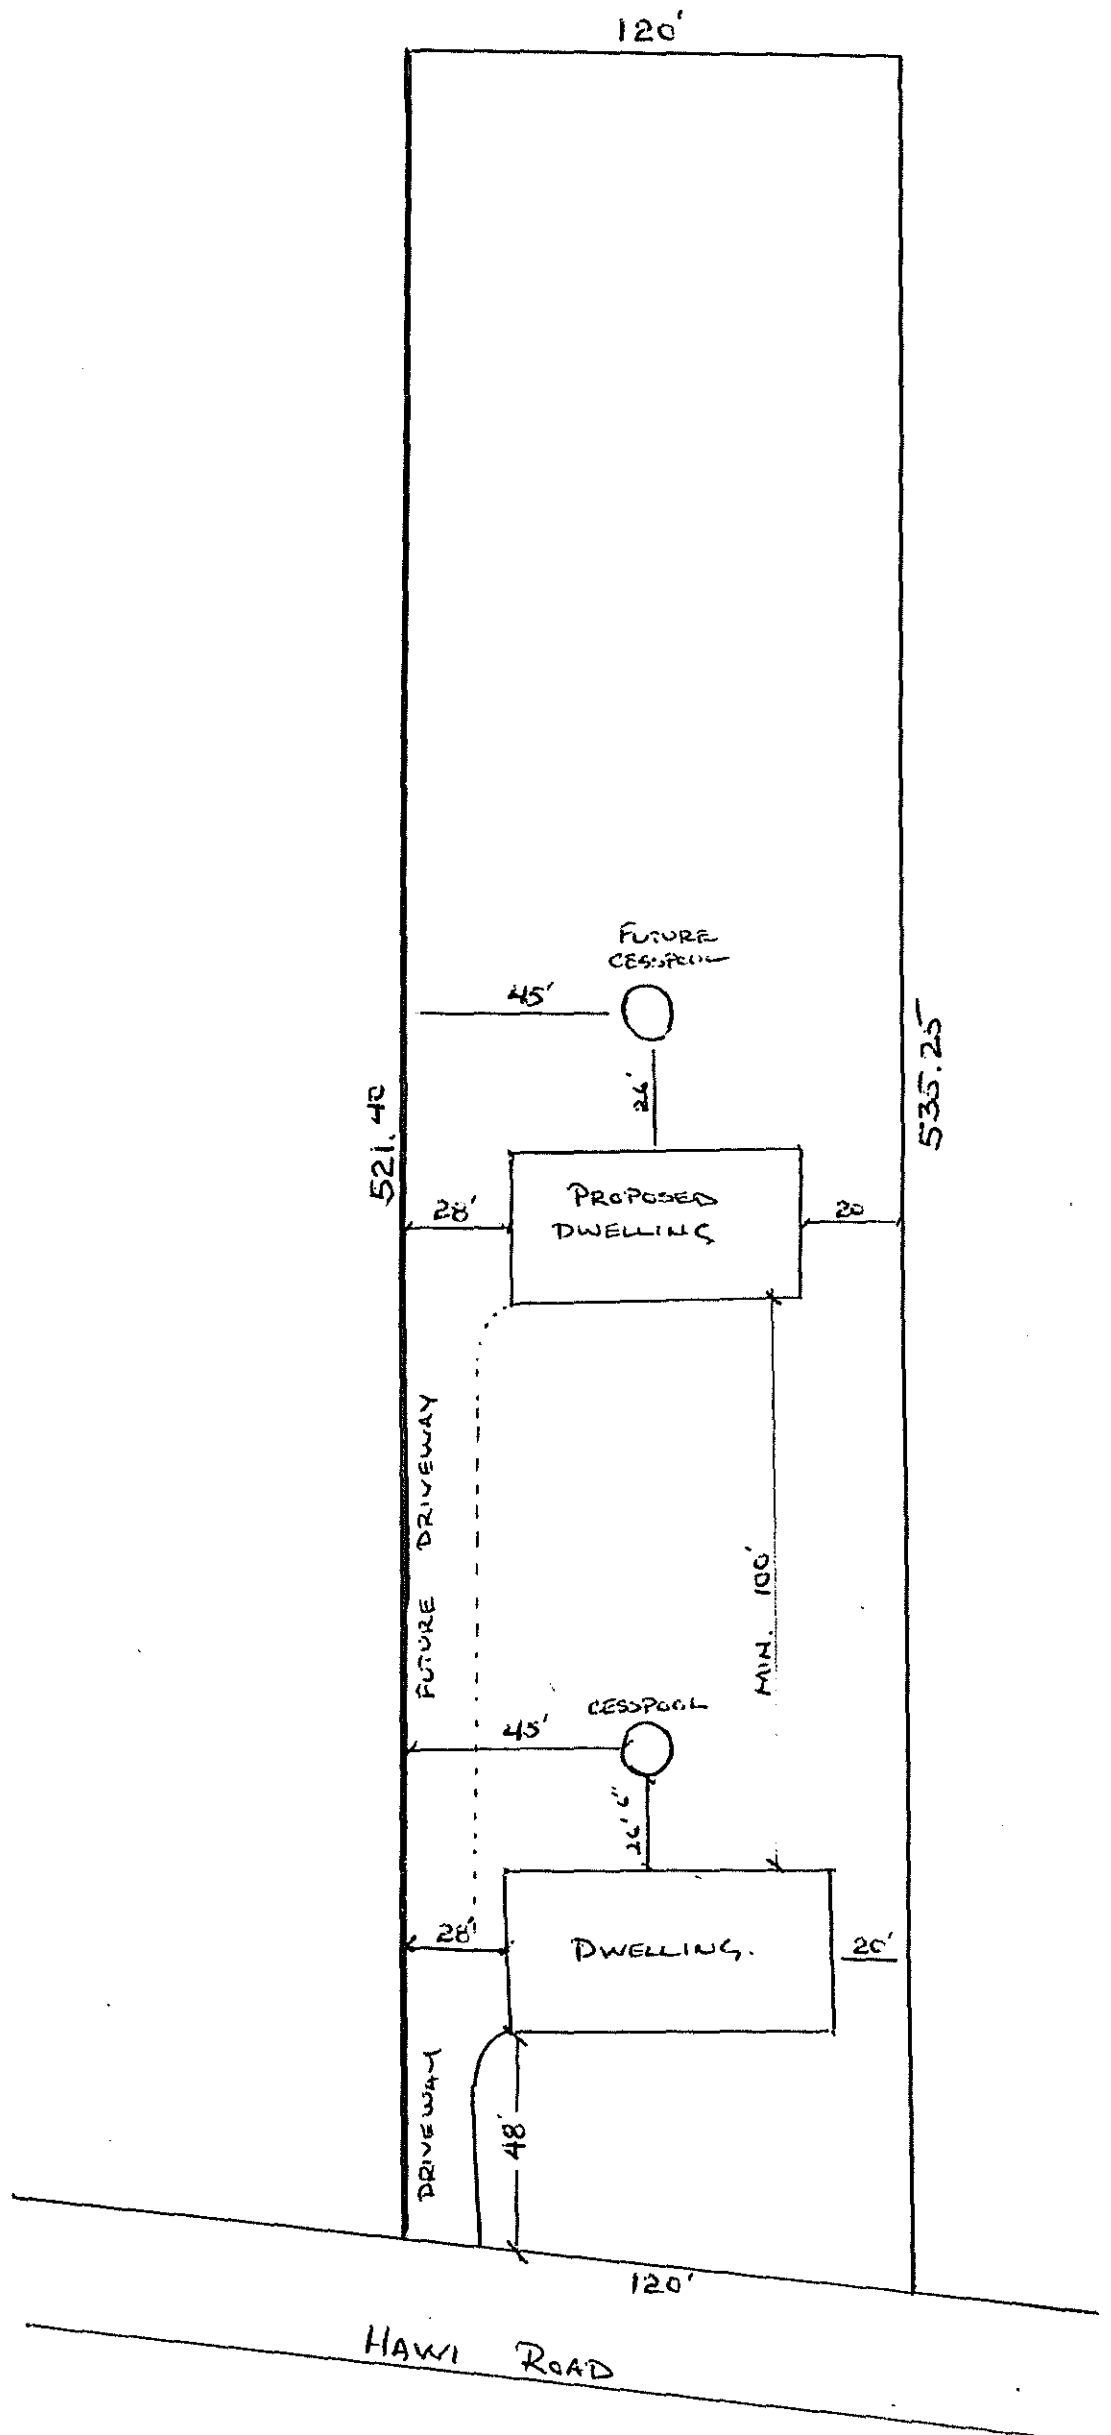 120'
FUTURE
CESSPOOL
45'
26'
535.25
521.40
PROPOSED
DWELLING
28'
20
FUTURE DRIVEWAY
MIN. 100'
CESSPOOL
45'
26' 6"
28'
DWELLING.
20'
DRIVEWAY
48'
120'
HAWI ROAD